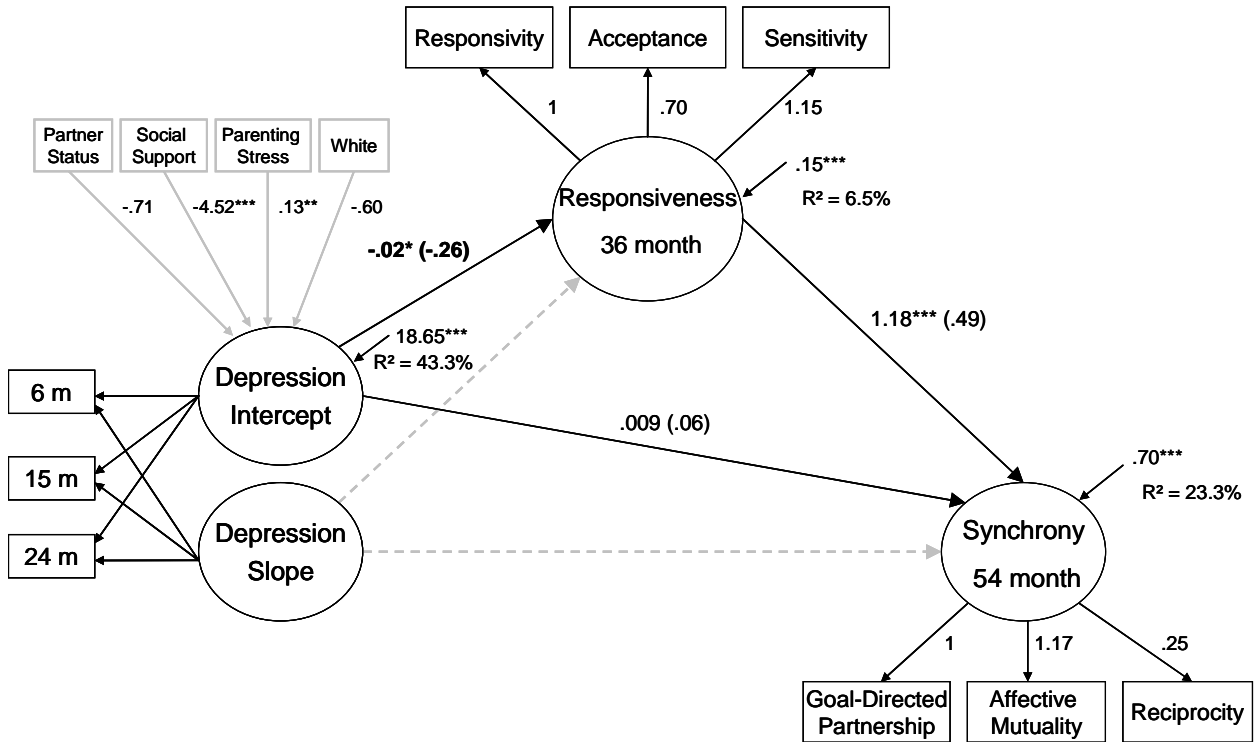 Responsivity
Acceptance
Sensitivity
1
.70
1.15
Partner
Status
Social
Support
Parenting
Stress
White
-.71
-4.52***
.13**
-.60
Responsiveness
36 month
.15***
R² = 6.5%
-.02* (-.26)
18.65***
R² = 43.3%
1.18*** (.49)
Depression
Intercept
6 m
15 m
24 m
.009 (.06)
Depression
Slope
.70***
R² = 23.3%
Synchrony
54 month
1
1.17
.25
Goal-Directed
Partnership
Affective
Mutuality
Reciprocity